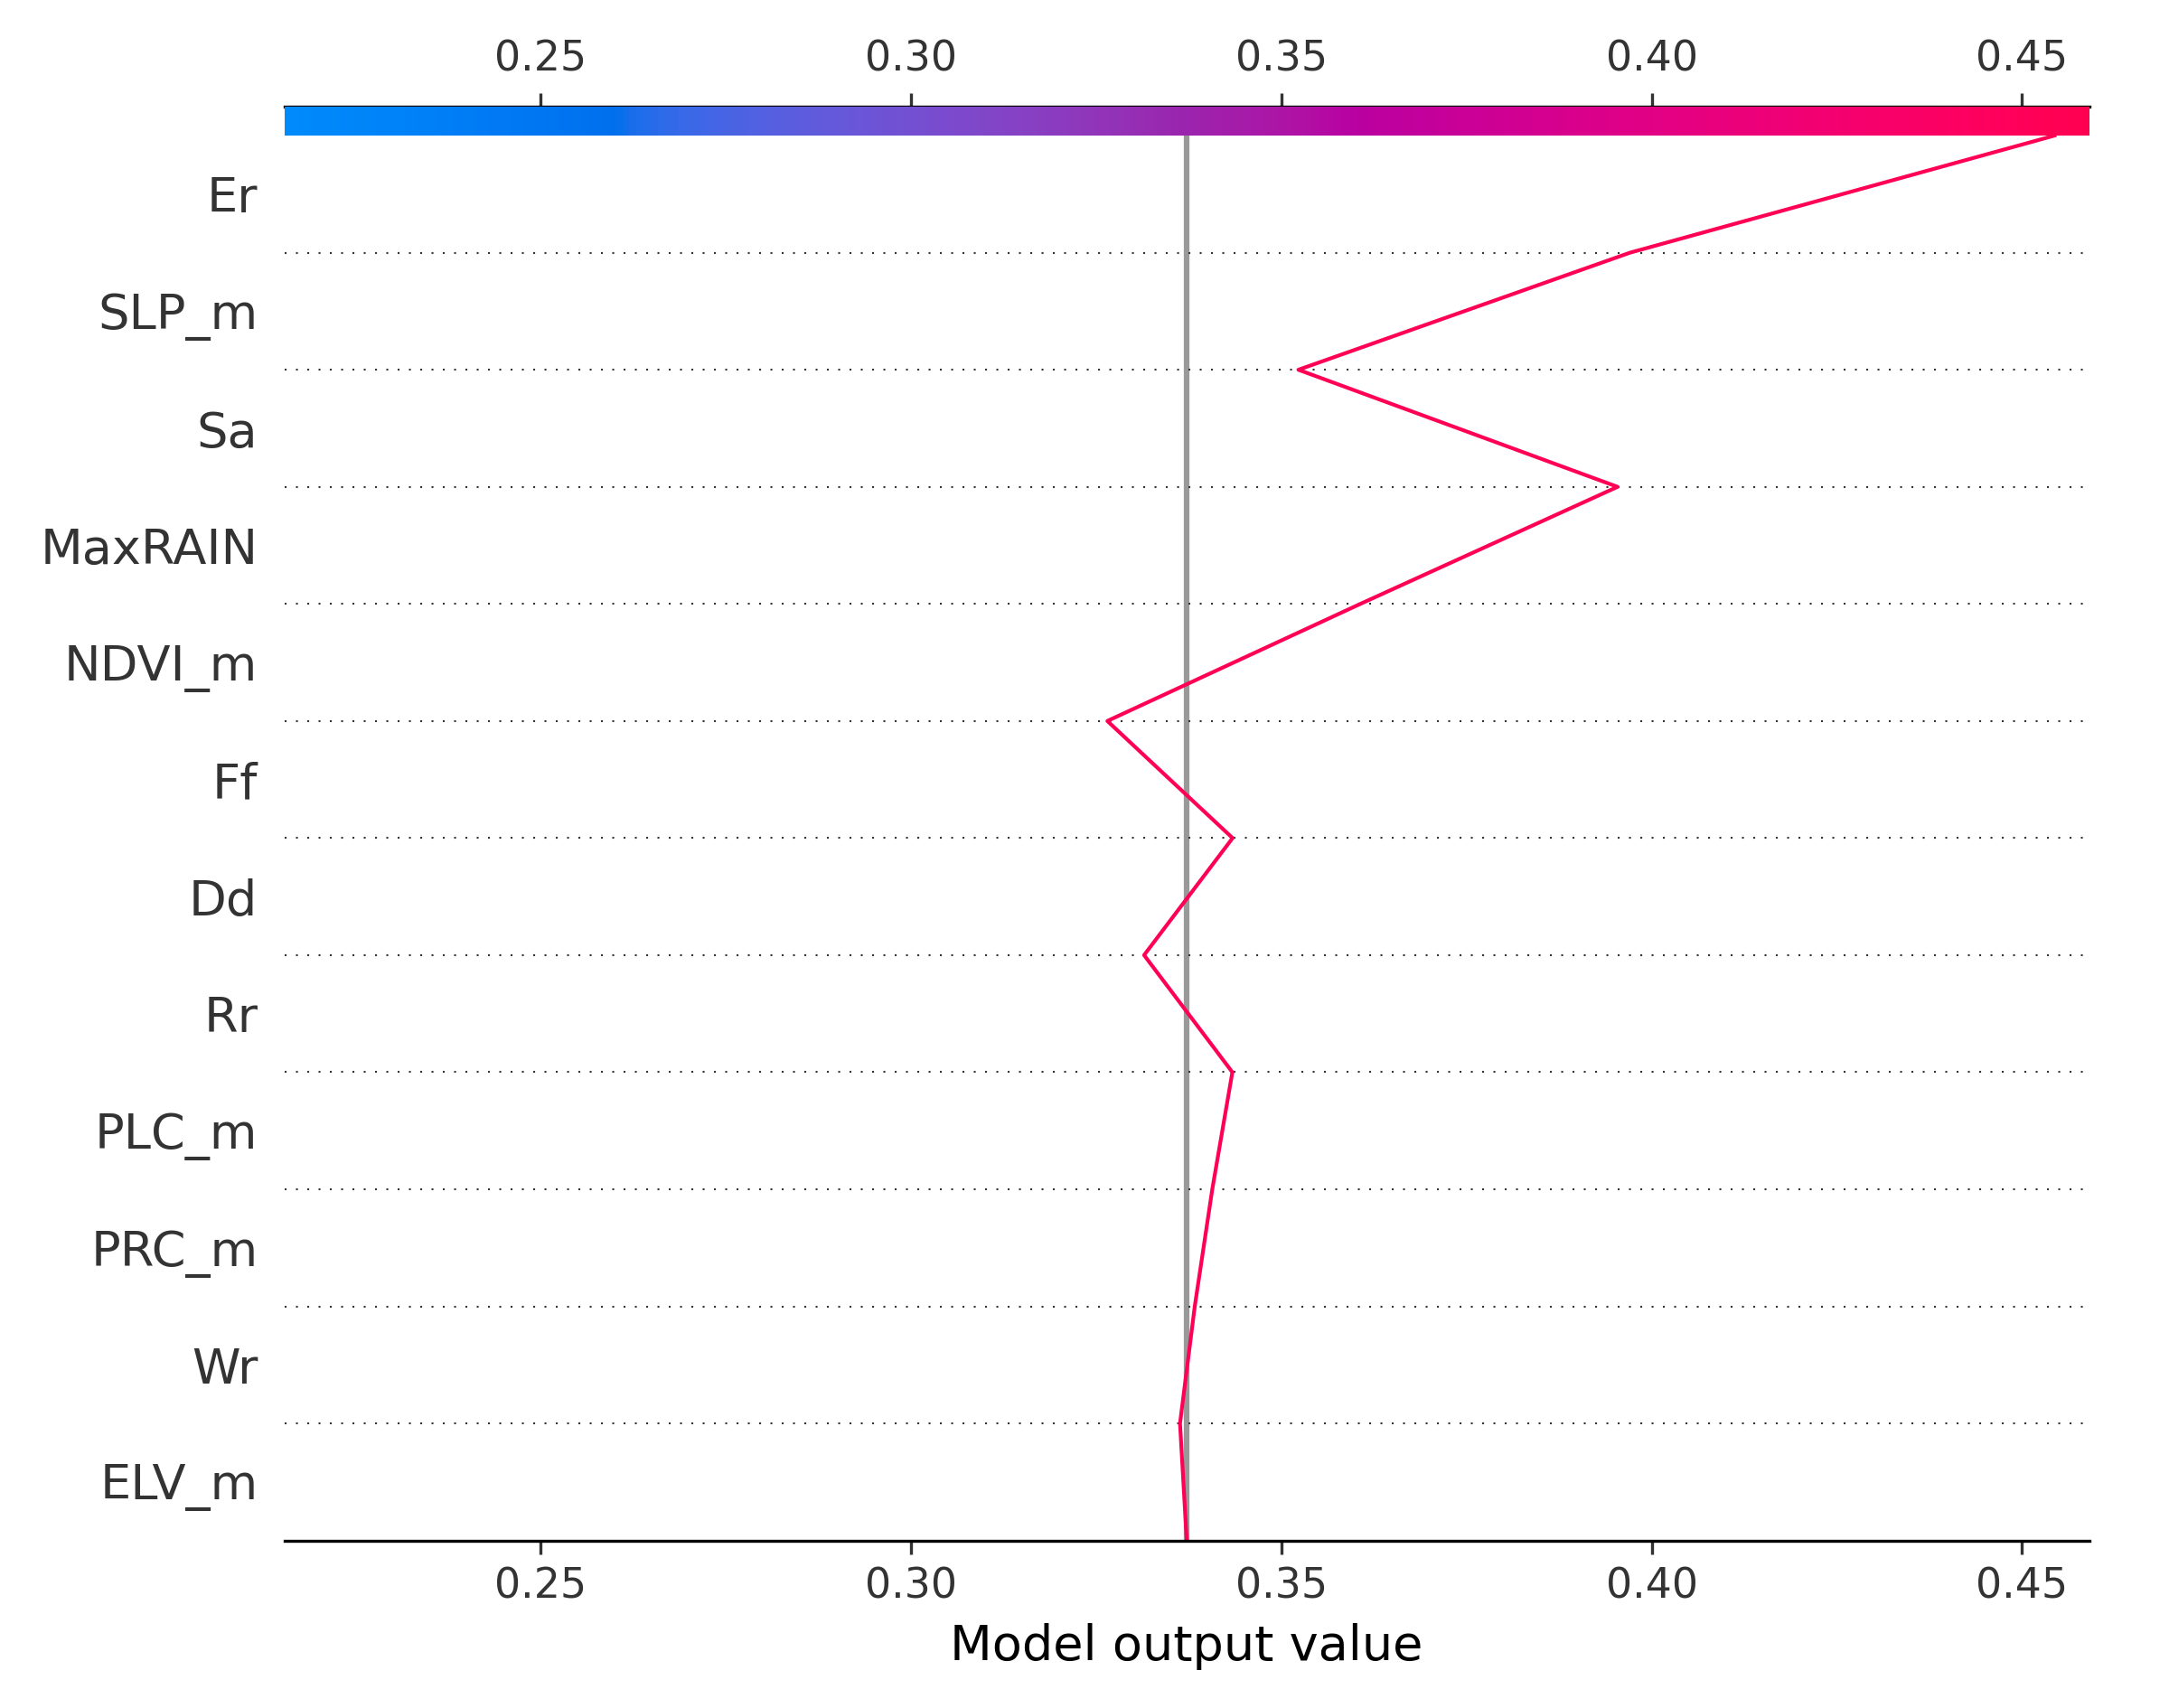 0.25 0.30 0.35 0.40 0.45
Er
SLP_m
Sa
MaxRAIN
NDVI_m
Ff
Dd
Rr
PLC_m
PRC_m
Wr
ELV_m
0.25 0.30 0.35 0.40 0.45
Model output value